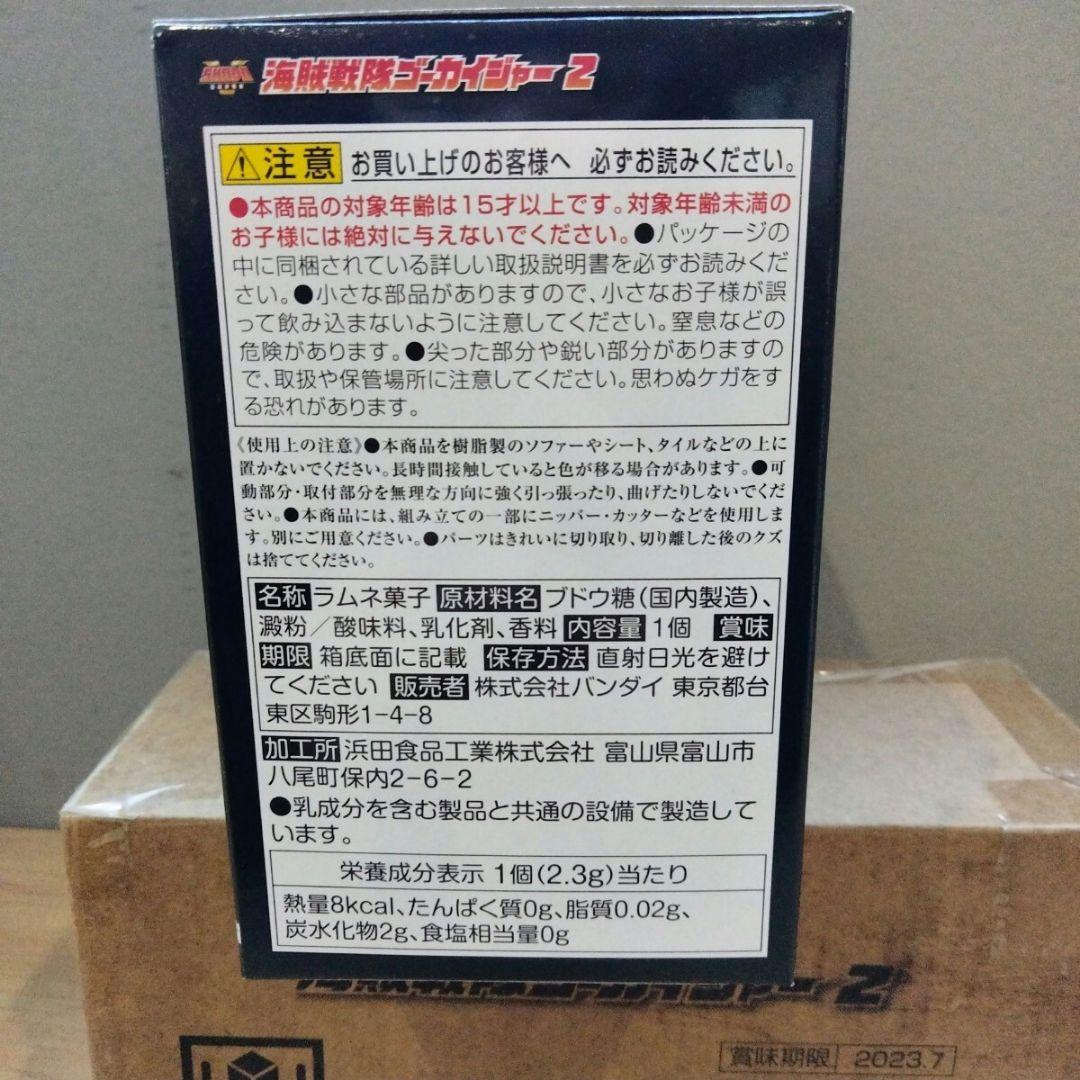 SHODO
SUPER
海賊戦隊ゴーカイジャー2
注意 お買い上げのお客様へ 必ずお読みください。
●本商品の対象年齢は15才以上です。対象年齢未満の
お子様には絶対に与えないでください。●パッケージの
中に同梱されている詳しい取扱説明書を必ずお読みくだ
さい。●小さな部品がありますので、小さなお子様が誤
って飲み込まないように注意してください。窒息などの
危険があります。●尖った部分や鋭い部分がありますの
で、取扱や保管場所に注意してください。思わぬケガをす
る恐れがあります。
《使用上の注意》●本商品を樹脂製のソファーやシート、タイルなどの上に
置かないでください。長時間接触していると色が移る場合があります。●可
動部分・取付部分を無理な方向に強く引っ張ったり、曲げたりしないでくだ
さい。●本商品には、組み立ての一部にニッパー・カッターなどを使用しま
す。別にご用意ください。●パーツはきれいに切り取り、切り離した後のクズ
は捨ててください。
名称 ラムネ菓子 原材料名 ブドウ糖(国内製造)、
澱粉/酸味料、乳化剤、香料 内容量 1個 賞味
期限 箱底面に記載 保存方法 直射日光を避け
てください 販売者 株式会社バンダイ 東京都台
東区駒形1-4-8
加工所 浜田食品工業株式会社 富山県富山市
八尾町保内2-6-2
●乳成分を含む製品と共通の設備で製造して
います。
栄養成分表示 1個(2.3g)当たり
熱量8kcal、たんぱく質0g、脂質0.02g、
炭水化物2g、食塩相当量0g
海賊戦隊ゴーカイジャー2
賞味期限 2023.7